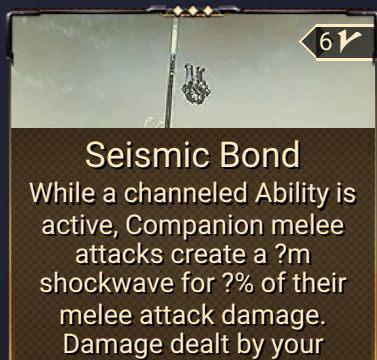 6
Seismic Bond
While a channeled Ability is
active, Companion melee
attacks create a ?m
shockwave for ?% of their
melee attack damage.
Damage dealt by your